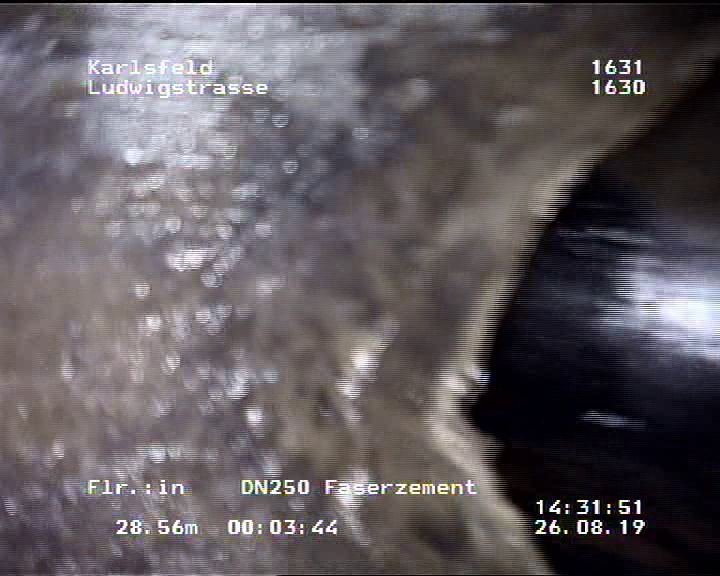 Karlsfeld 1631
Ludwigstrasse 1630
Flr.:in DN250 Faserzement
14:31:51
28.56m 00:03:44 26.08.19